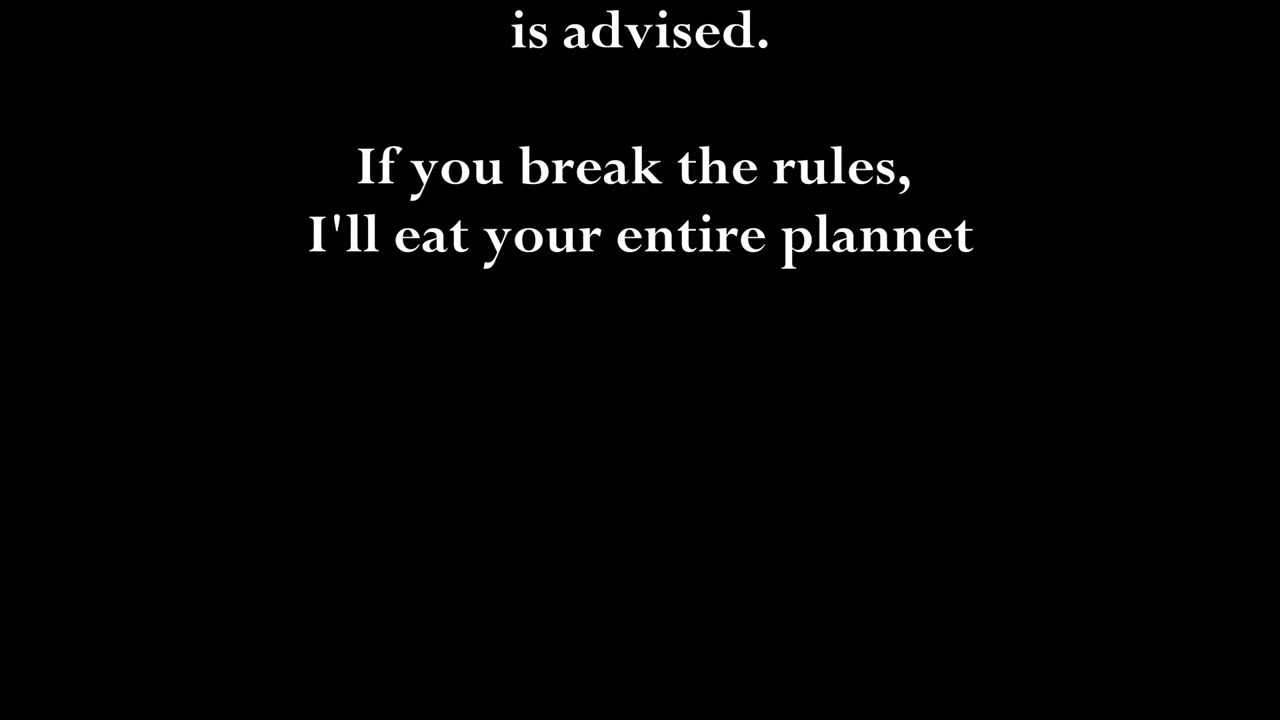 is advised.
If you break the rules,
I'll eat your entire plannet